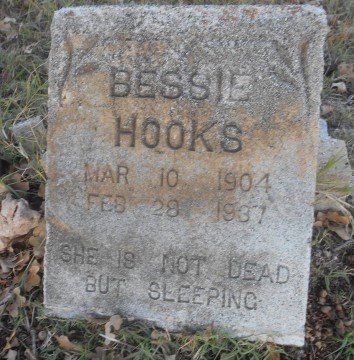 BESSIE
HOOKS
MAR 10 1904
FEB 28 1937
SHE IS NOT DEAD
BUT SLEEPING